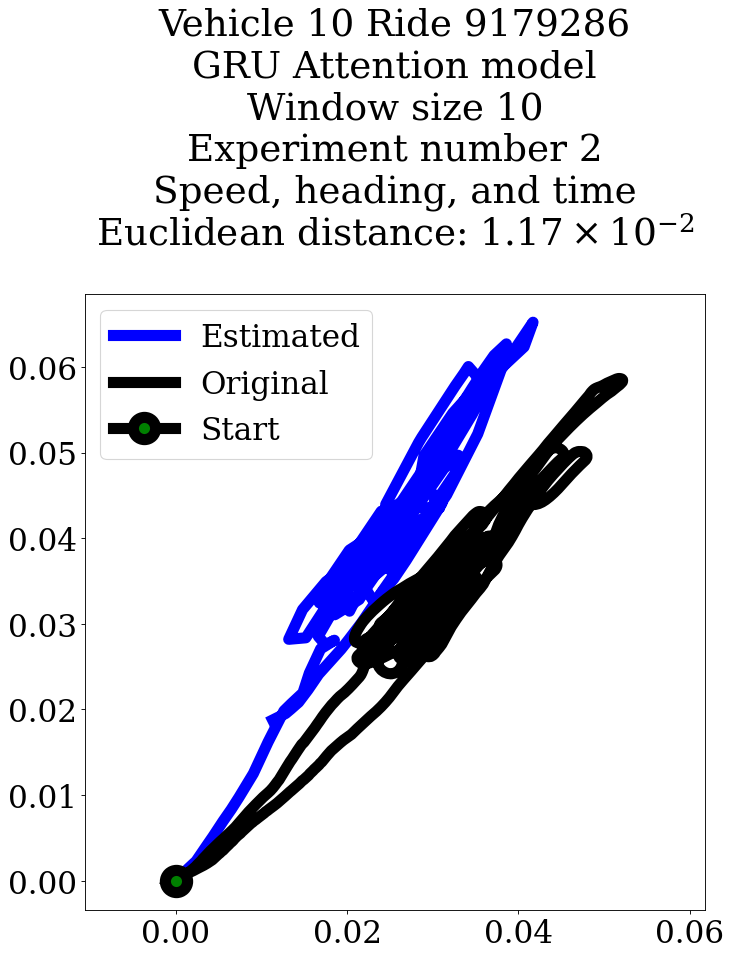 Vehicle 10 Ride 9179286
GRU Attention model
Window size 10
Experiment number 2
Speed, heading, and time
Euclidean distance: 1.17 × 10⁻²
Estimated
Original
Start
0.06
0.05
0.04
0.03
0.02
0.01
0.00
0.00 0.02 0.04 0.06